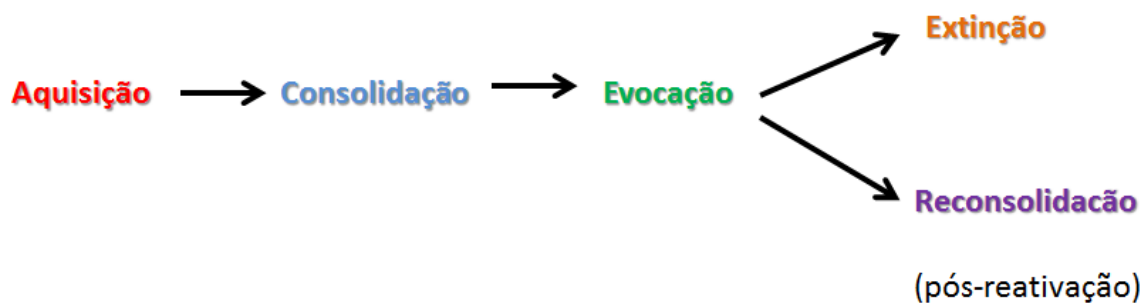 Extinção
Aquisição
Consolidação
Evocação
Reconsolidacão
(pós-reativação)